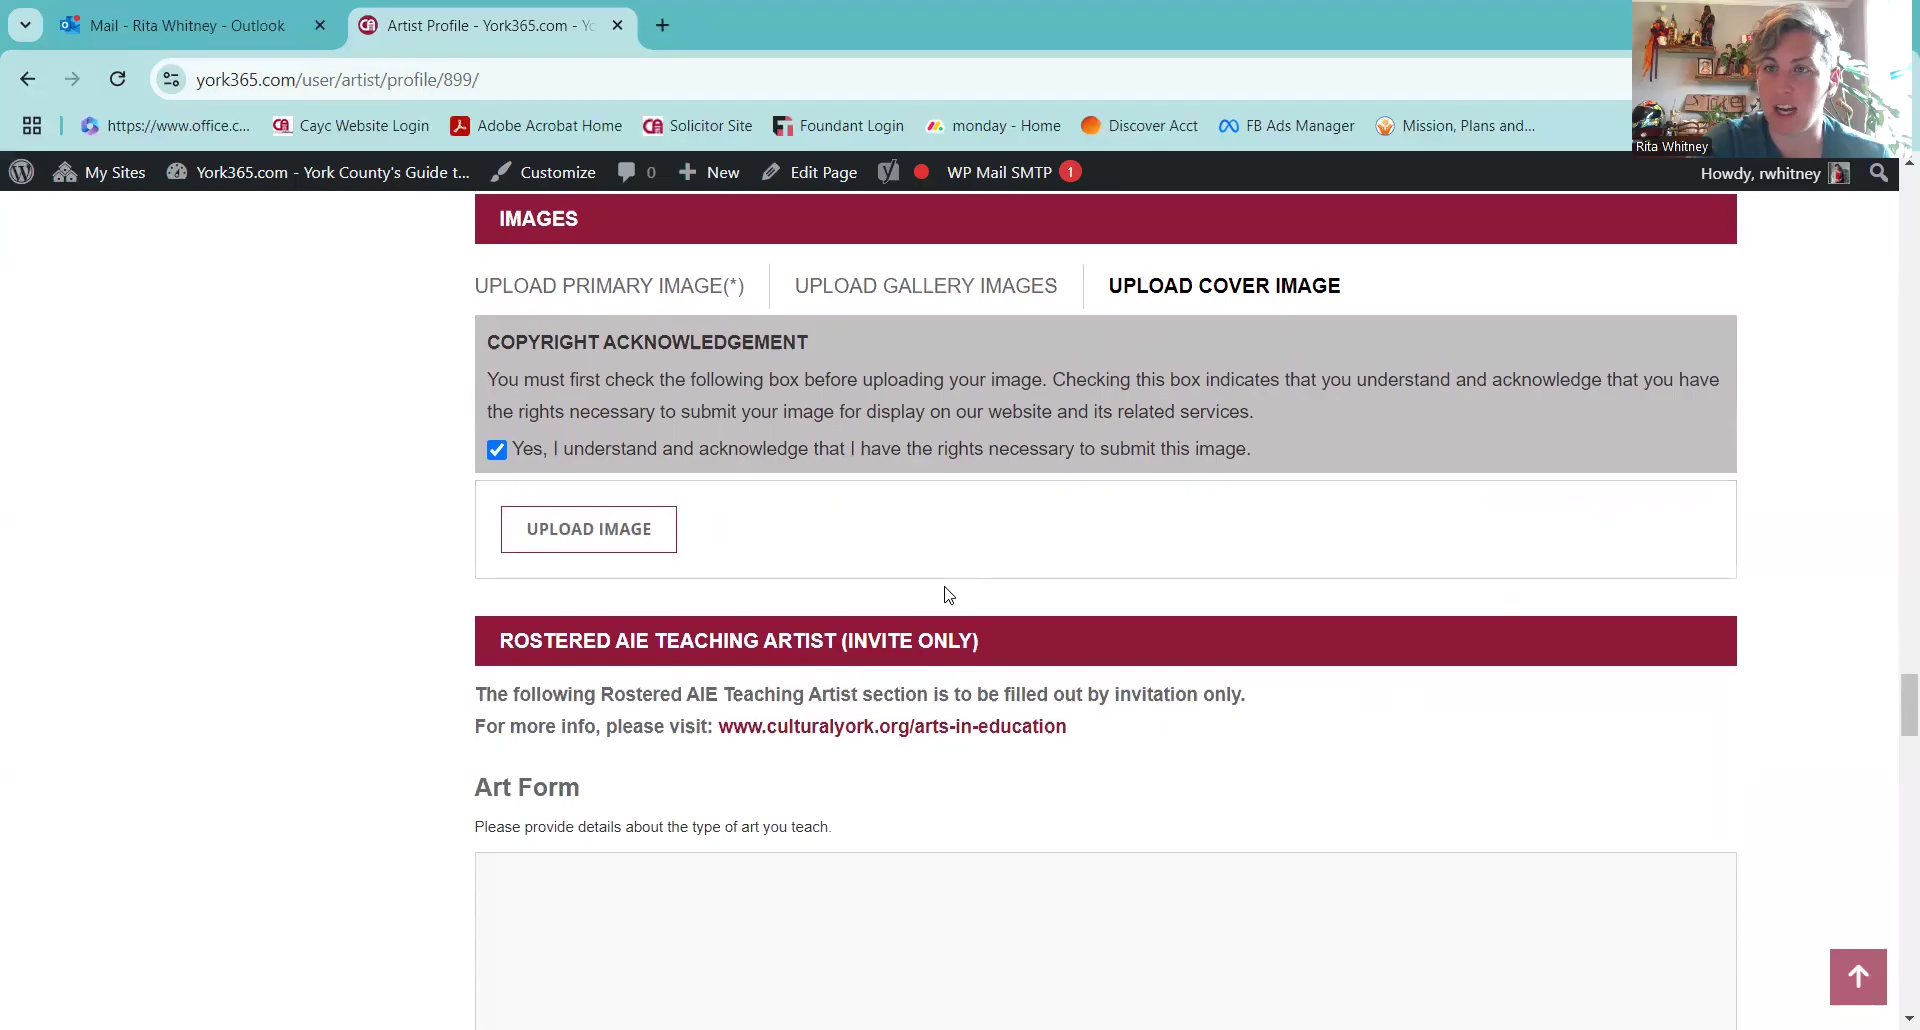 Mail - Rita Whitney - Outlook
Artist Profile - York365.com - Yo
york365.com/user/artist/profile/899/
https://www.office.c...
Cayc Website Login
Adobe Acrobat Home
Solicitor Site
Foundant Login
monday - Home
Discover Acct
FB Ads Manager
Mission, Plans and...
Rita Whitney
My Sites
York365.com - York County's Guide t...
Customize
0
New
Edit Page
WP Mail SMTP 1
Howdy, rwhitney
IMAGES
UPLOAD PRIMARY IMAGE(*)
UPLOAD GALLERY IMAGES
UPLOAD COVER IMAGE
COPYRIGHT ACKNOWLEDGEMENT
You must first check the following box before uploading your image. Checking this box indicates that you understand and acknowledge that you have
the rights necessary to submit your image for display on our website and its related services.
Yes, I understand and acknowledge that I have the rights necessary to submit this image.
UPLOAD IMAGE
ROSTERED AIE TEACHING ARTIST (INVITE ONLY)
The following Rostered AIE Teaching Artist section is to be filled out by invitation only.
For more info, please visit: www.culturalyork.org/arts-in-education
Art Form
Please provide details about the type of art you teach.